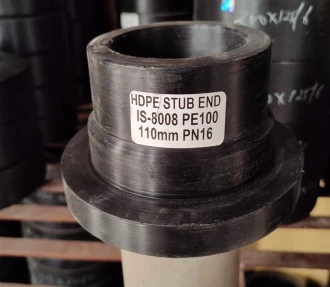 HDPE STUB END
IS-8008 PE100
110mm PN16